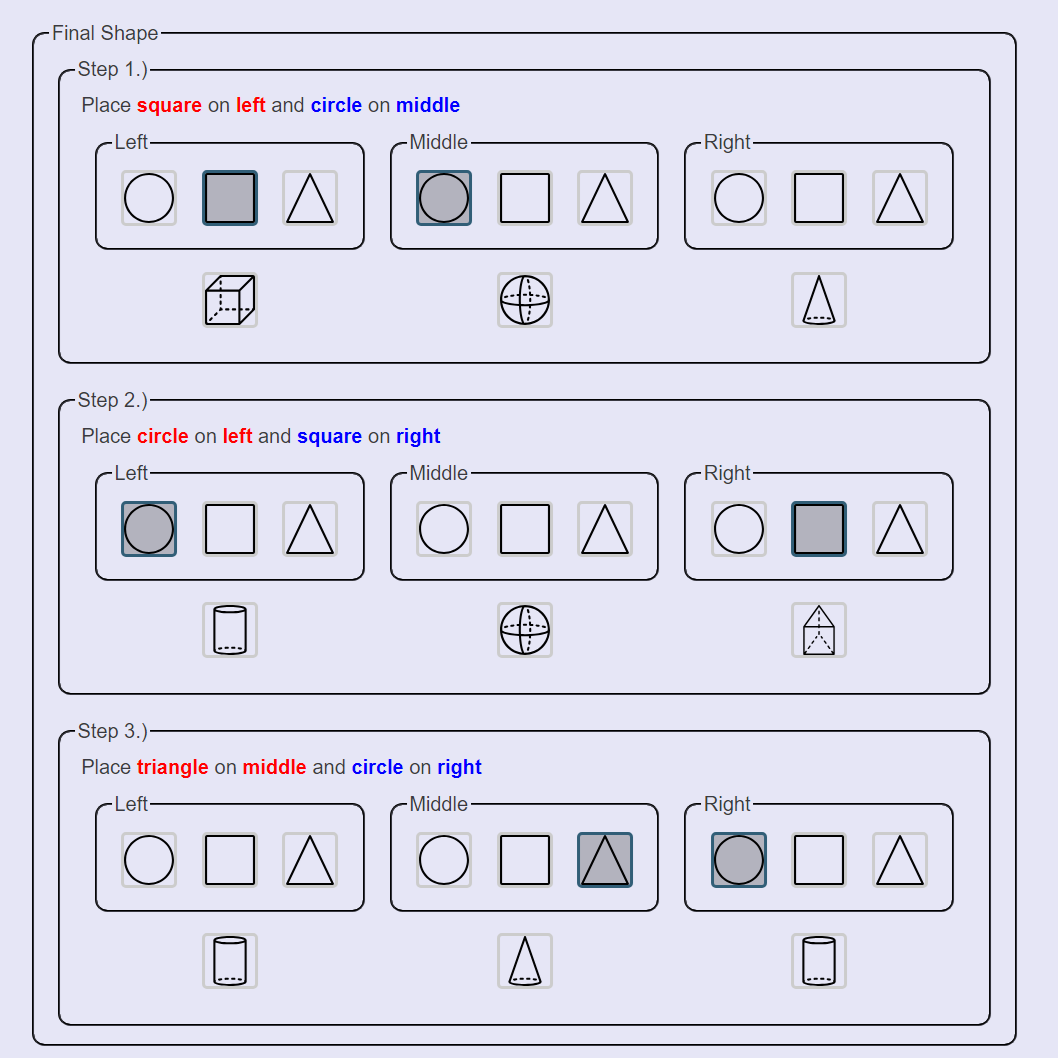 Final Shape
Step 1.)
Place square on left and circle on middle
Left Middle Right
Step 2.)
Place circle on left and square on right
Left Middle Right
Step 3.)
Place triangle on middle and circle on right
Left Middle Right